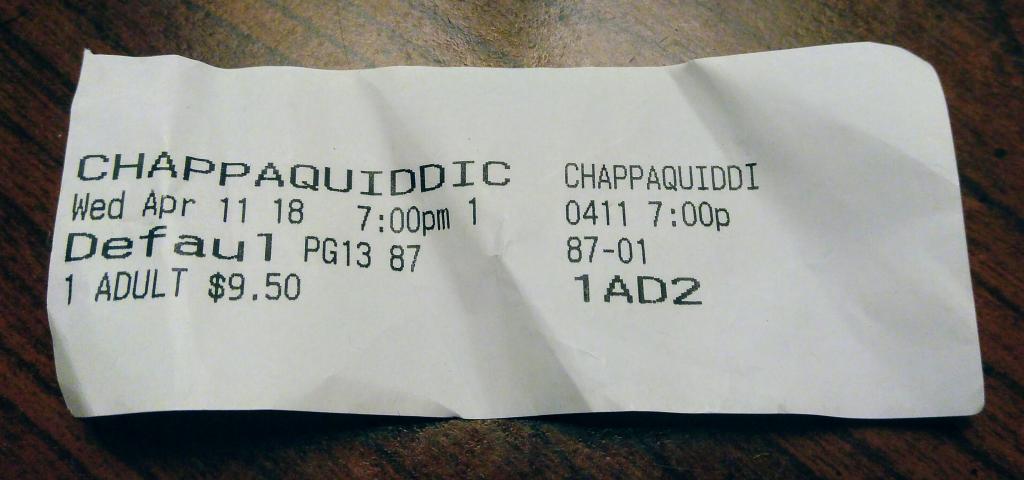 CHAPPAQUIDDIC
Wed Apr 11 18 7:00pm 1
Defaul PG13 87
1 ADULT $9.50
CHAPPAQUIDDI
0411 7:00p
87-01
1AD2